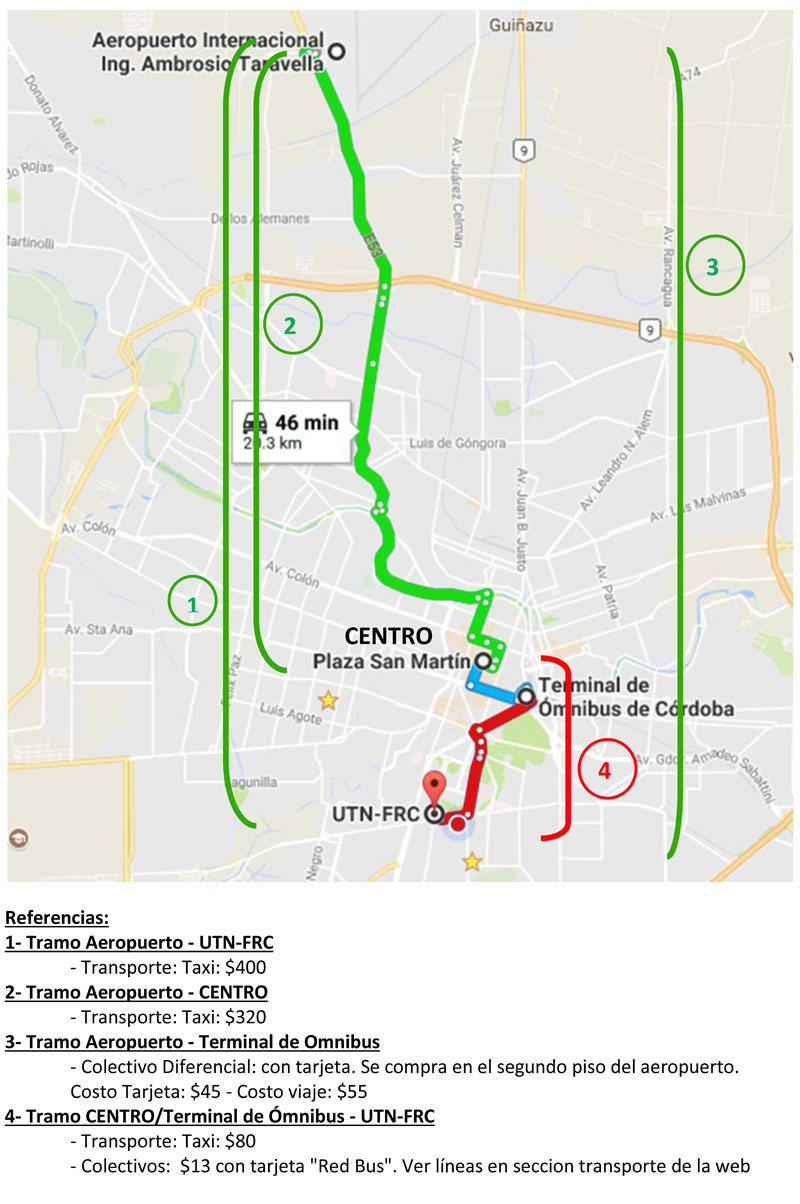 Guiñazu
Aeropuerto Internacional
Ing. Ambrosio Taravella
A74
Donato Alvarez
9
Av. Juárez Celman
do Rojas
De los Alemanes
Martinolli
E53
Av. Rancagua
3
2
9
46 min
20.3 km
Luis de Góngora
Av. Leandro N. Alem
Av. Juan B. Justo
Av. Las Malvinas
Av. Colón
Av. Colón
Av. Patria
1
Av. Sta Ana
CENTRO
Plaza San Martín
Félix Paz
Terminal de
Ómnibus de Córdoba
Luis Agote
Av. Gdor. Amadeo Sabattini
4
Lagunilla
UTN-FRC
Negro
Referencias:
1- Tramo Aeropuerto - UTN-FRC
- Transporte: Taxi: $400
2- Tramo Aeropuerto - CENTRO
- Transporte: Taxi: $320
3- Tramo Aeropuerto - Terminal de Omnibus
- Colectivo Diferencial: con tarjeta. Se compra en el segundo piso del aeropuerto.
Costo Tarjeta: $45 - Costo viaje: $55
4- Tramo CENTRO/Terminal de Ómnibus - UTN-FRC
- Transporte: Taxi: $80
- Colectivos:  $13 con tarjeta "Red Bus". Ver líneas en seccion transporte de la web